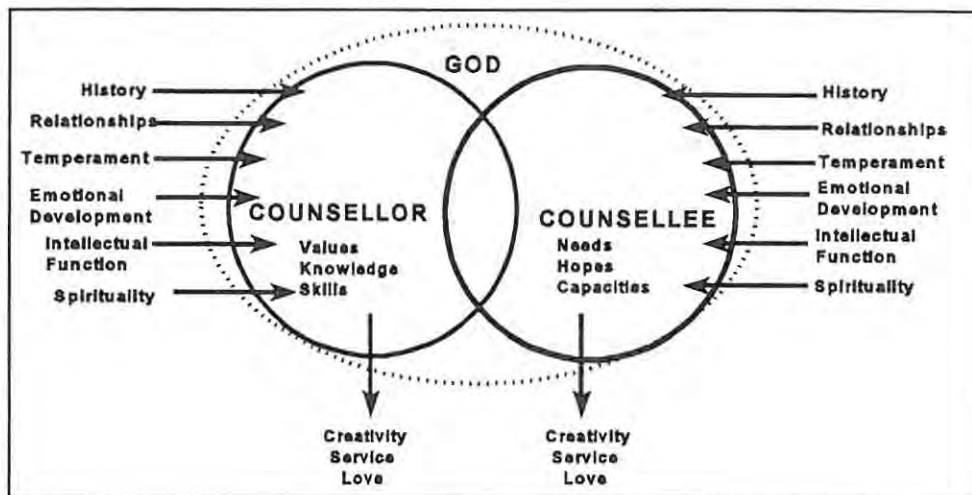 GOD
History
Relationships
Temperament
Emotional
Development
Intellectual
Function
Spirituality
COUNSELLOR
Values
Knowledge
Skills
COUNSELLEE
Needs
Hopes
Capacities
History
Relationships
Temperament
Emotional
Development
Intellectual
Function
Spirituality
Creativity
Service
Love
Creativity
Service
Love